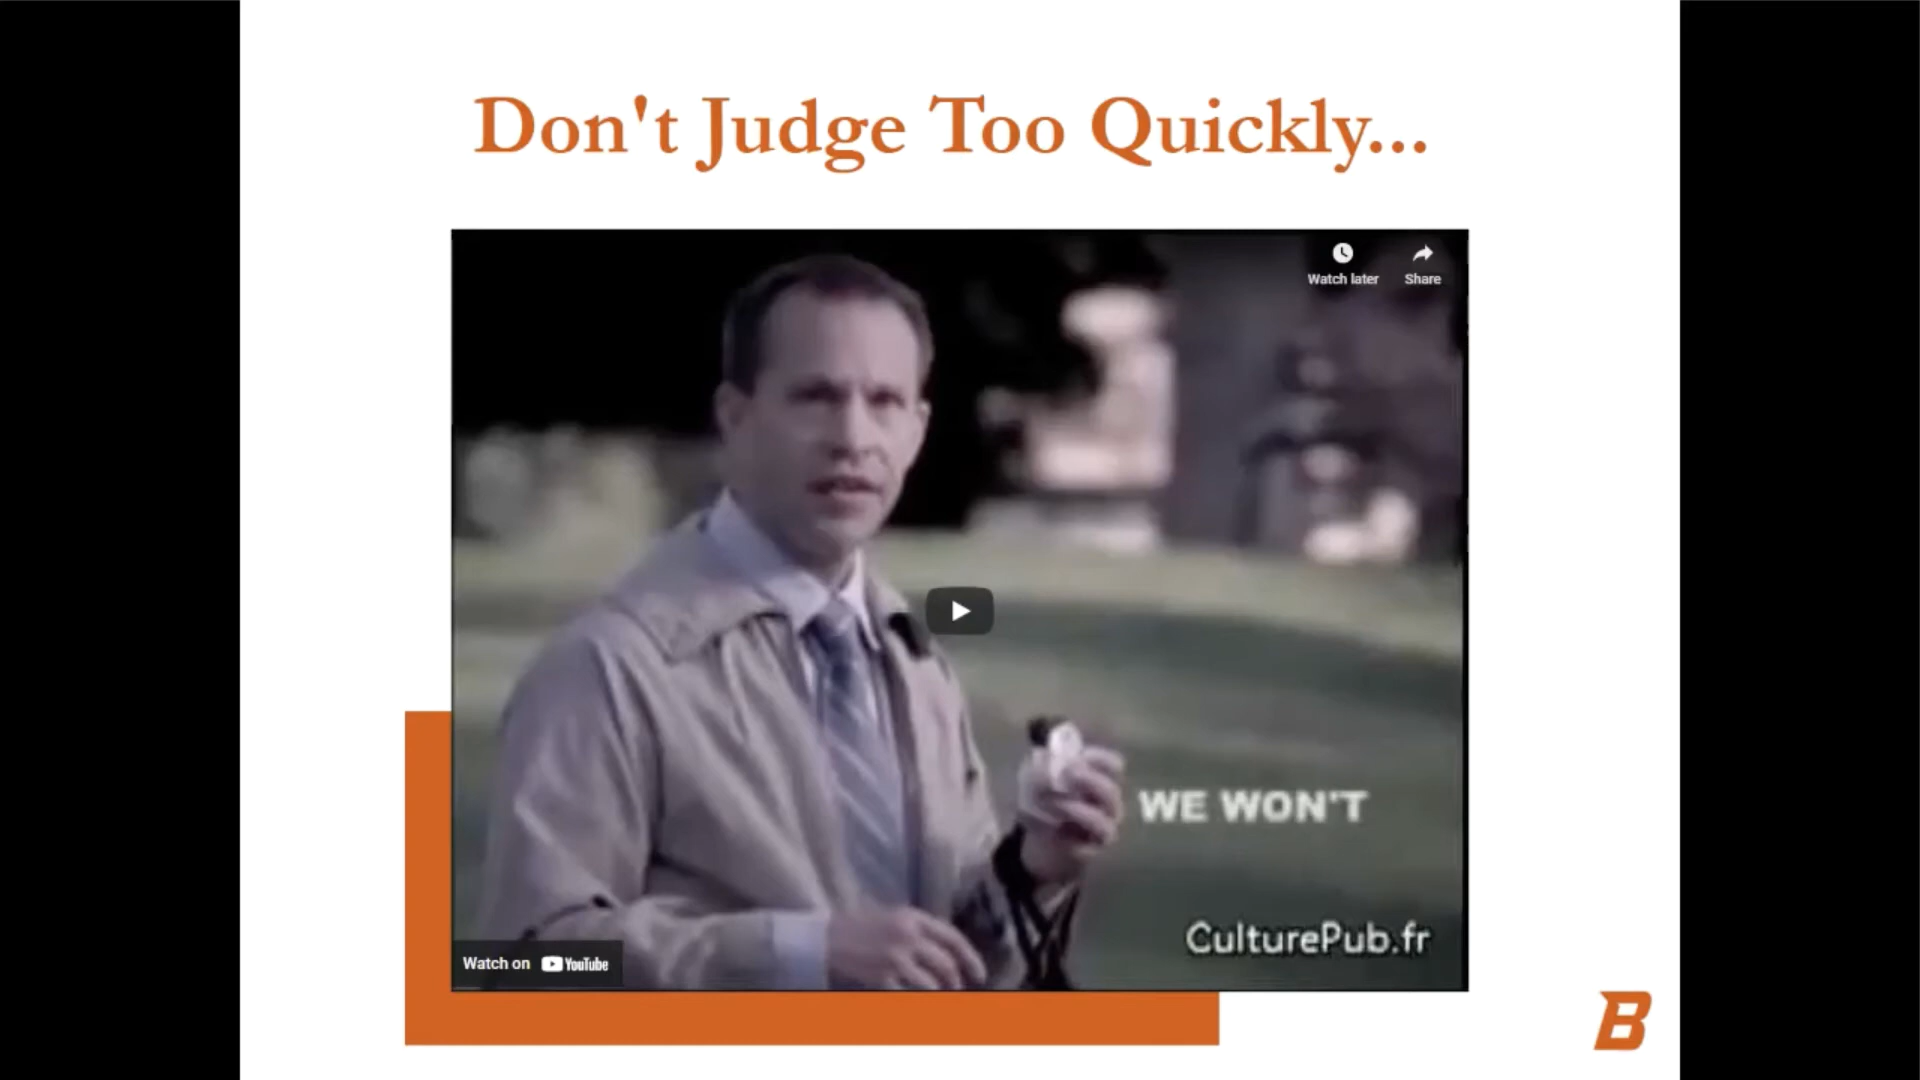 Don't Judge Too Quickly...
Watch later
Share
WE WON'T
CulturePub.fr
Watch on YouTube
B